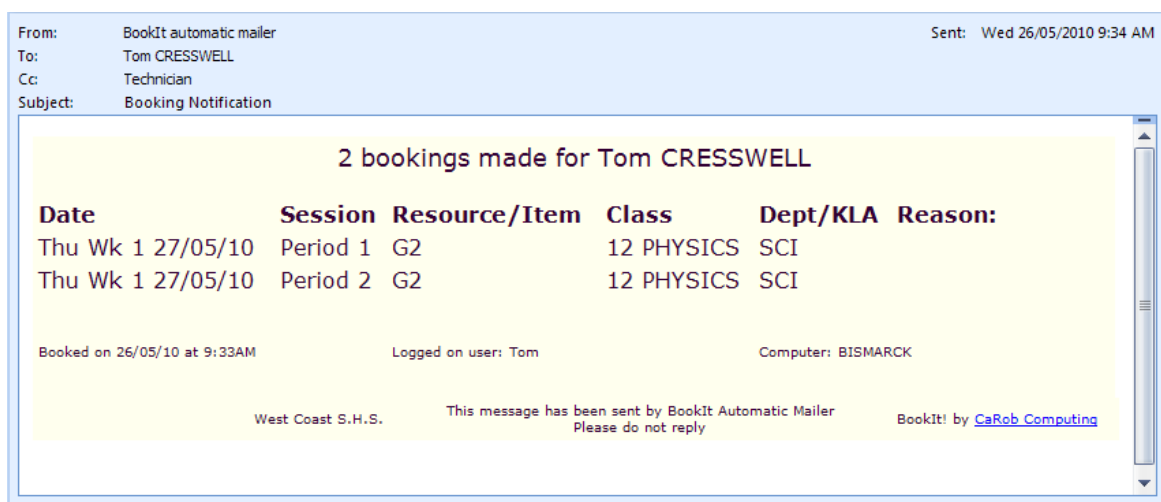 From: BookIt automatic mailer Sent: Wed 26/05/2010 9:34 AM
To: Tom CRESSWELL
Cc: Technician
Subject: Booking Notification
2 bookings made for Tom CRESSWELL
Date Session Resource/Item Class Dept/KLA Reason:
Thu Wk 1 27/05/10 Period 1 G2 12 PHYSICS SCI
Thu Wk 1 27/05/10 Period 2 G2 12 PHYSICS SCI
Booked on 26/05/10 at 9:33AM Logged on user: Tom Computer: BISMARCK
West Coast S.H.S. This message has been sent by BookIt Automatic Mailer BookIt! by CaRob Computing
Please do not reply